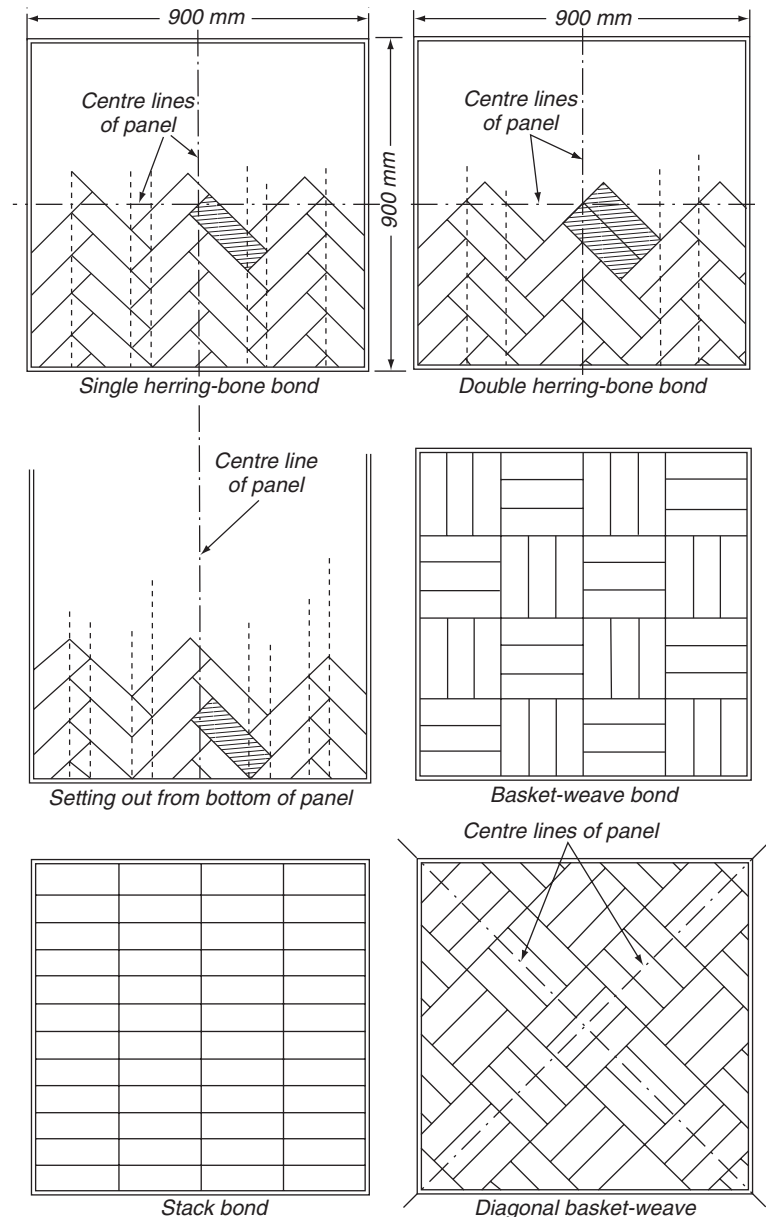 900 mm
900 mm
Centre lines
of panel
Centre lines
of panel
900 mm
Single herring-bone bond
Double herring-bone bond
Centre line
of panel
Setting out from bottom of panel
Basket-weave bond
Centre lines of panel
Stack bond
Diagonal basket-weave